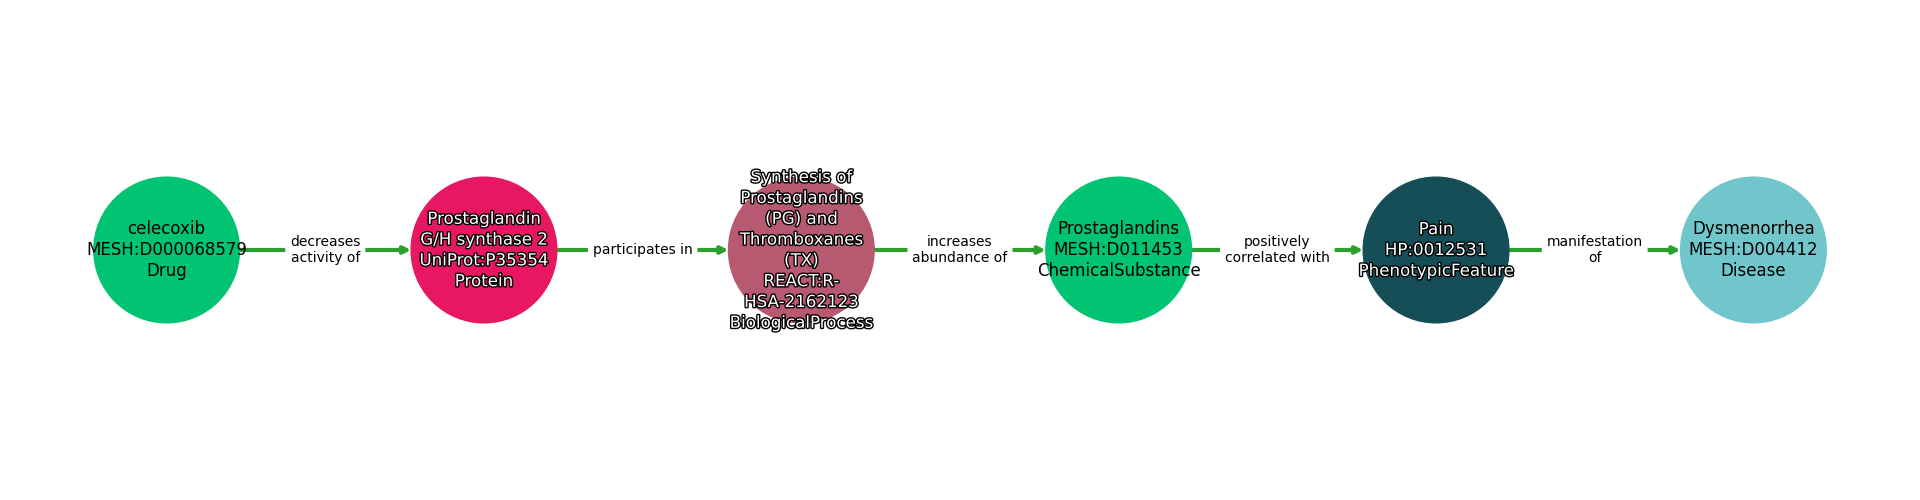 celecoxib
MESH:D000068579
Drug
decreases
activity of
Prostaglandin
G/H synthase 2
UniProt:P35354
Protein
participates in
Synthesis of
Prostaglandins
(PG) and
Thromboxanes
(TX)
REACT:R-
HSA-2162123
BiologicalProcess
increases
abundance of
Prostaglandins
MESH:D011453
ChemicalSubstance
positively
correlated with
Pain
HP:0012531
PhenotypicFeature
manifestation
of
Dysmenorrhea
MESH:D004412
Disease